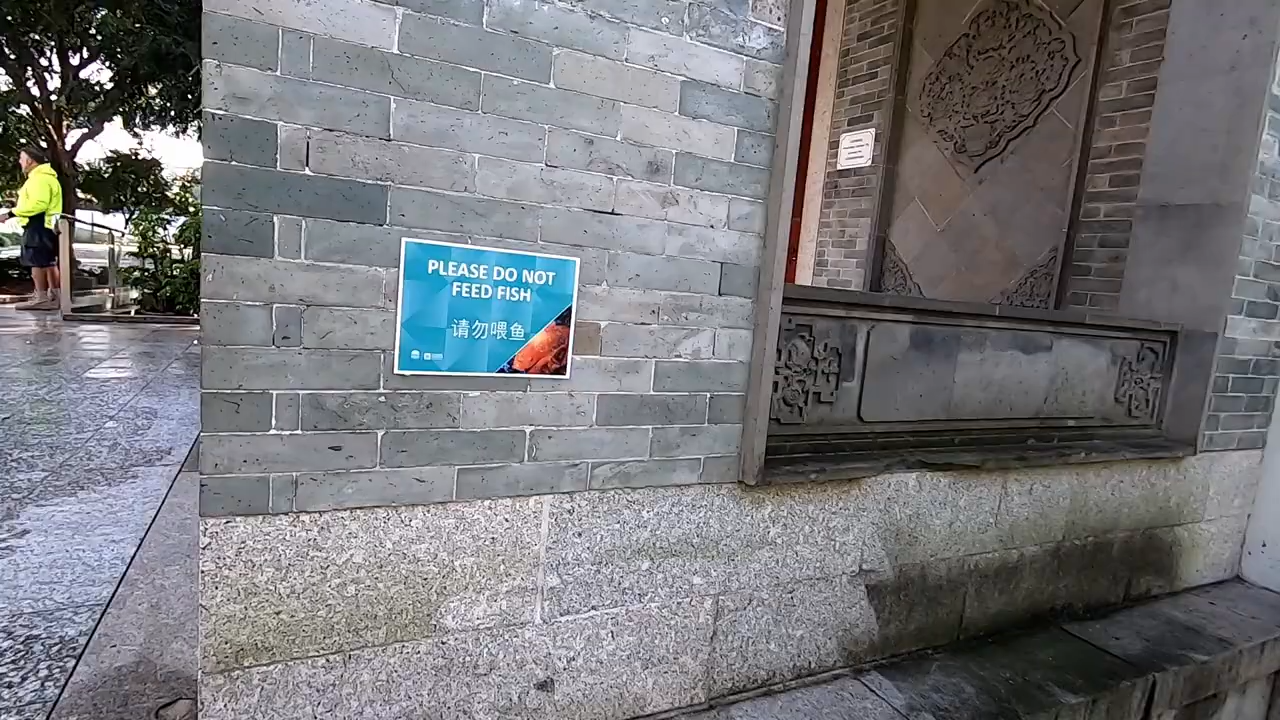 PLEASE DO NOT
FEED FISH
请勿喂鱼